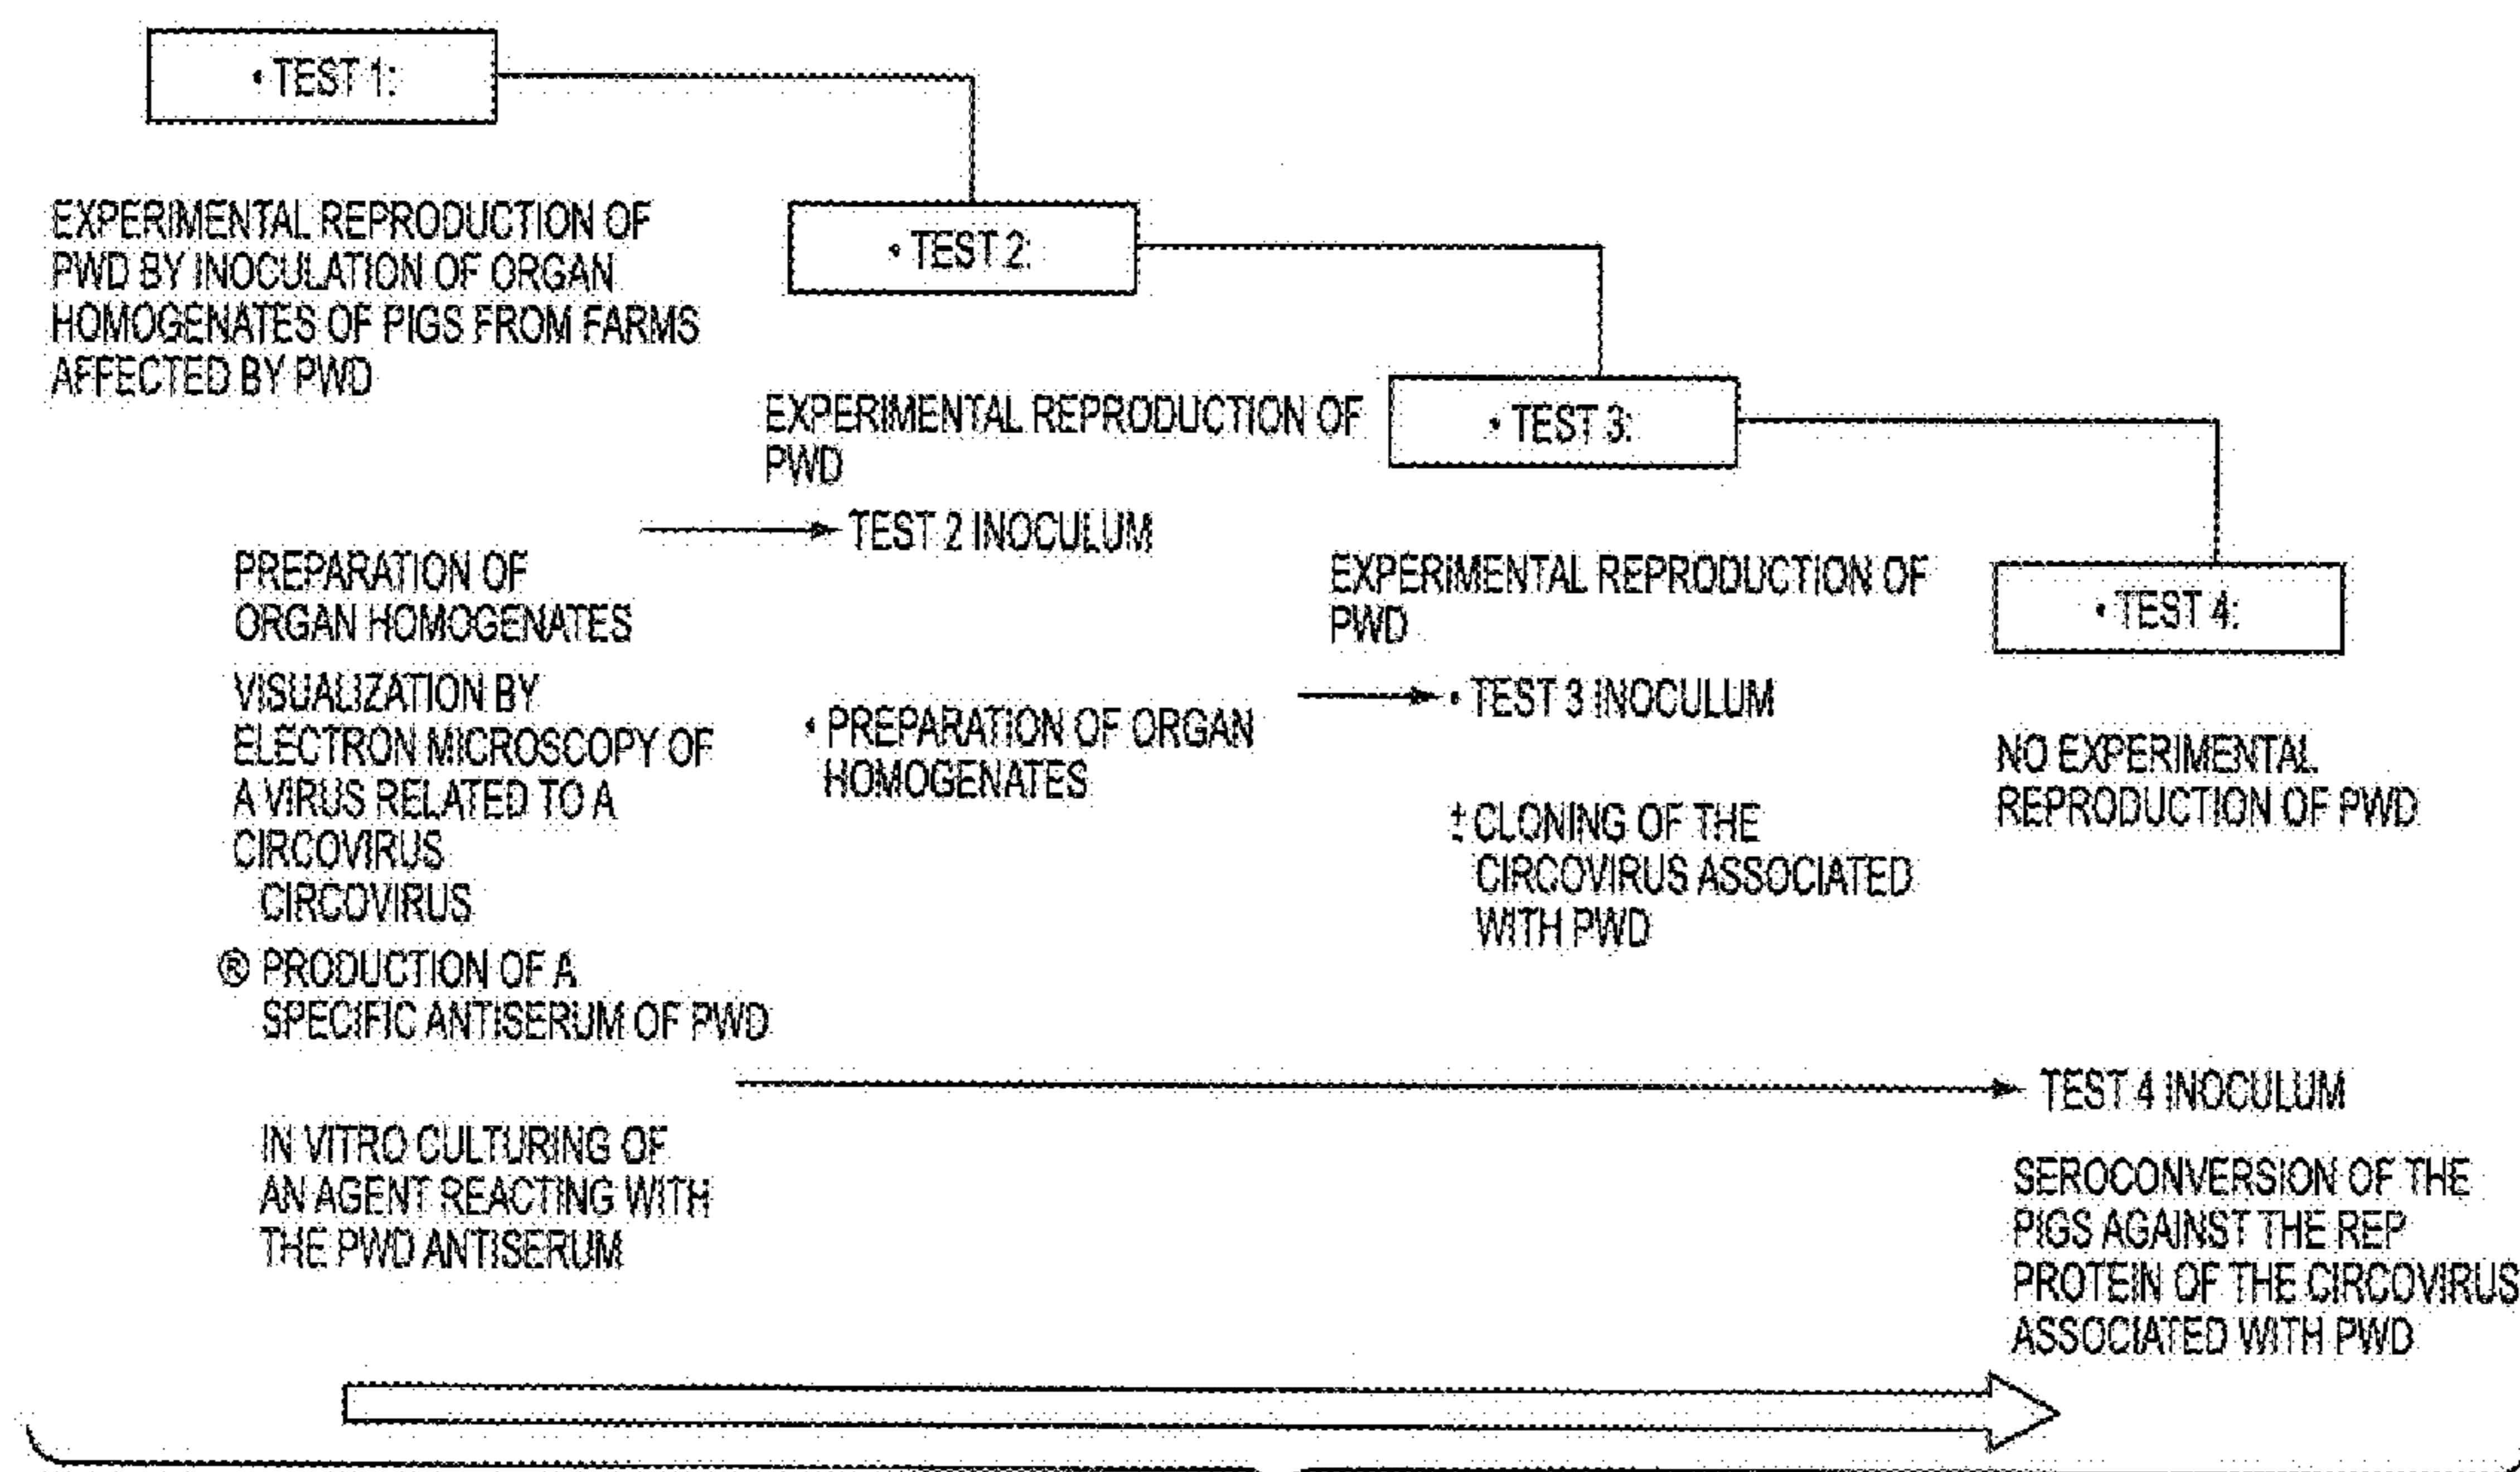 • TEST 1:
EXPERIMENTAL REPRODUCTION OF
PWD BY INOCULATION OF ORGAN
HOMOGENATES OF PIGS FROM FARMS
AFFECTED BY PWD
PREPARATION OF
ORGAN HOMOGENATES
VISUALIZATION BY
ELECTRON MICROSCOPY OF
A VIRUS RELATED TO A
CIRCOVIRUS
CIRCOVIRUS
® PRODUCTION OF A
SPECIFIC ANTISERUM OF PWD
IN VITRO CULTURING OF
AN AGENT REACTING WITH
THE PWD ANTISERUM
• TEST 2:
EXPERIMENTAL REPRODUCTION OF
PWD
TEST 2 INOCULUM
• PREPARATION OF ORGAN
HOMOGENATES
• TEST 3:
EXPERIMENTAL REPRODUCTION OF
PWD
• TEST 3 INOCULUM
± CLONING OF THE
CIRCOVIRUS ASSOCIATED
WITH PWD
• TEST 4:
NO EXPERIMENTAL
REPRODUCTION OF PWD
TEST 4 INOCULUM
SEROCONVERSION OF THE
PIGS AGAINST THE REP
PROTEIN OF THE CIRCOVIRUS
ASSOCIATED WITH PWD